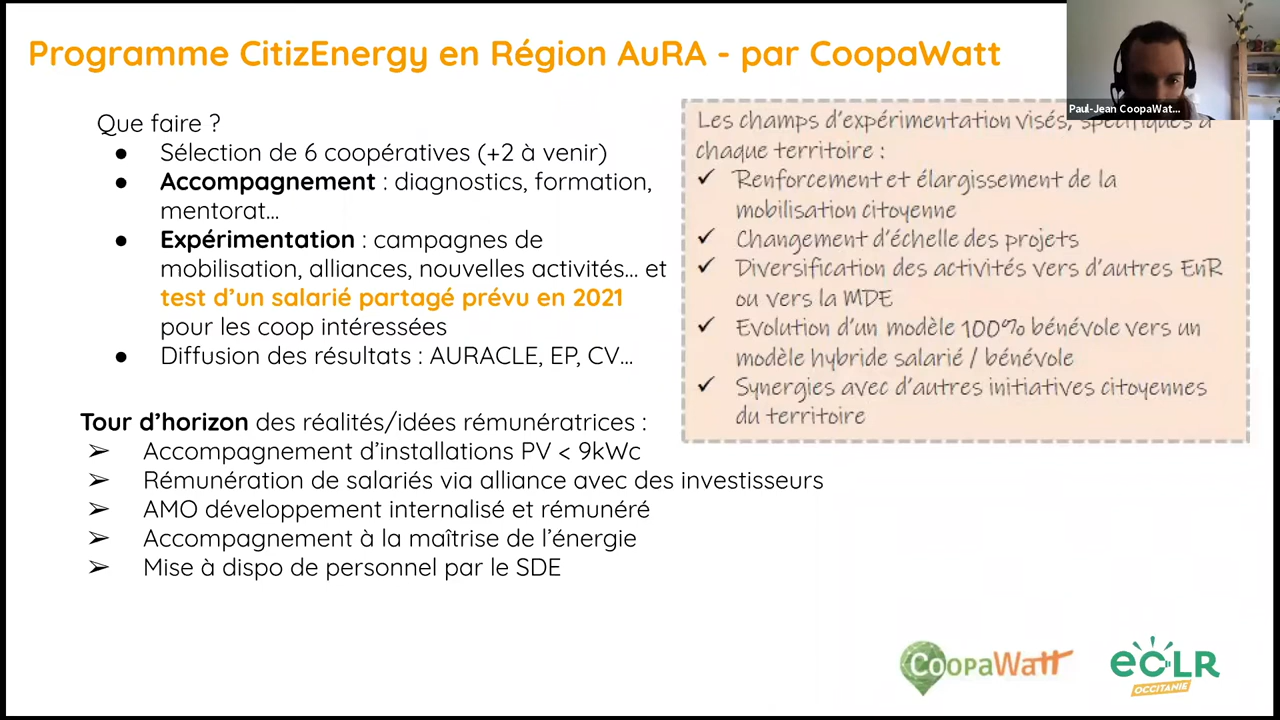 Programme CitizEnergy en Région AuRA - par CoopaWatt
Paul-Jean CoopaWat...
Que faire ?
● Sélection de 6 coopératives (+2 à venir)
● Accompagnement : diagnostics, formation,
mentorat...
● Expérimentation : campagnes de
mobilisation, alliances, nouvelles activités... et
test d'un salarié partagé prévu en 2021
pour les coop intéressées
● Diffusion des résultats : AURACLE, EP, CV...
Les champs d'expérimentation visés, spécifiques à
chaque territoire :
✓ Renforcement et élargissement de la
mobilisation citoyenne
✓ Changement d'échelle des projets
✓ Diversification des activités vers d'autres EnR
ou vers la MDE
✓ Evolution d'un modèle 100% bénévole vers un
modèle hybride salarié / bénévole
✓ Synergies avec d'autres initiatives citoyennes
du territoire
Tour d'horizon des réalités/idées rémunératrices :
➢ Accompagnement d'installations PV < 9kWc
➢ Rémunération de salariés via alliance avec des investisseurs
➢ AMO développement internalisé et rémunéré
➢ Accompagnement à la maîtrise de l'énergie
➢ Mise à dispo de personnel par le SDE
CoopaWatt
eCLR
OCCITANIE